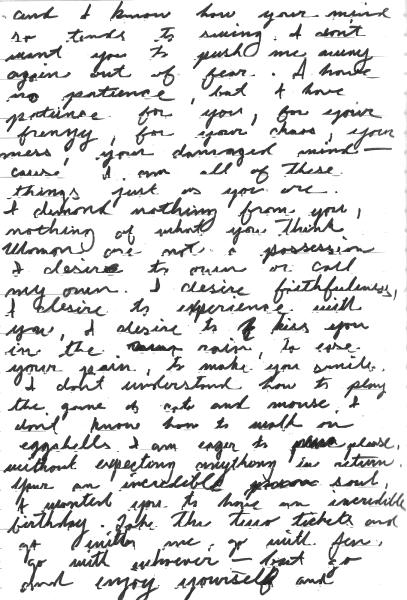 and I know how your mind
so tends to swing. I don't
want you to push me away
again out of fear. I have
no patience, but I have
patience for you, for your
frenzy, for your chaos, your
mess, your damaged mind —
cause I am all of these
things just as you are.
I demand nothing from you,
nothing of what you think
Woman are not a possession
I desire to own or call
my own. I desire faithfulness,
I desire to experience with
you, I desire to kiss you
in the rain, to ease
your pain, to make you smile.
I don't understand how to play
the game of cat and mouse. I
don't know how to walk on
eggshells. I am eager to please,
without expecting anything in return.
Your an incredible soul,
I wanted you to have an incredible
birthday. Take the two tickets and
go with me, go with fen,
go with whoever — but go
and enjoy yourself and